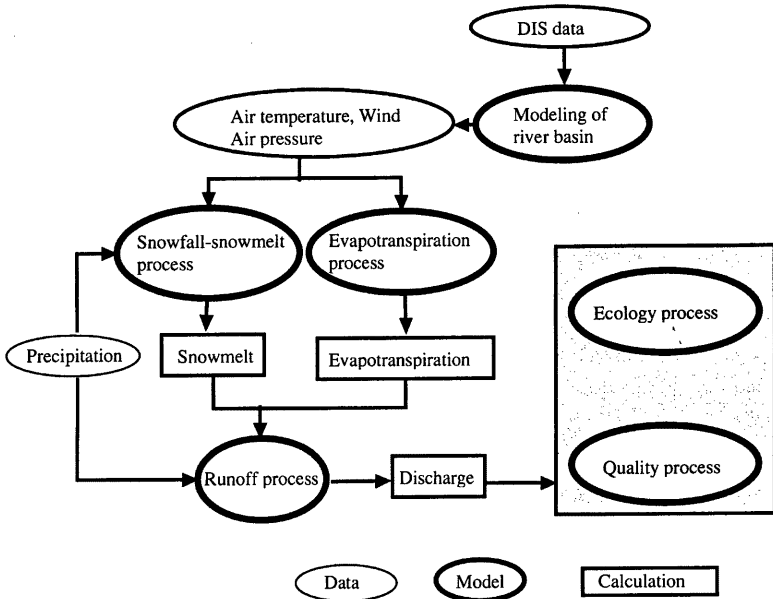 DIS data
Air temperature, Wind
Air pressure
Modeling of
river basin
Snowfall-snowmelt
process
Evapotranspiration
process
Ecology process
Precipitation
Snowmelt
Evapotranspiration
Runoff process
Discharge
Quality process
Data
Model
Calculation